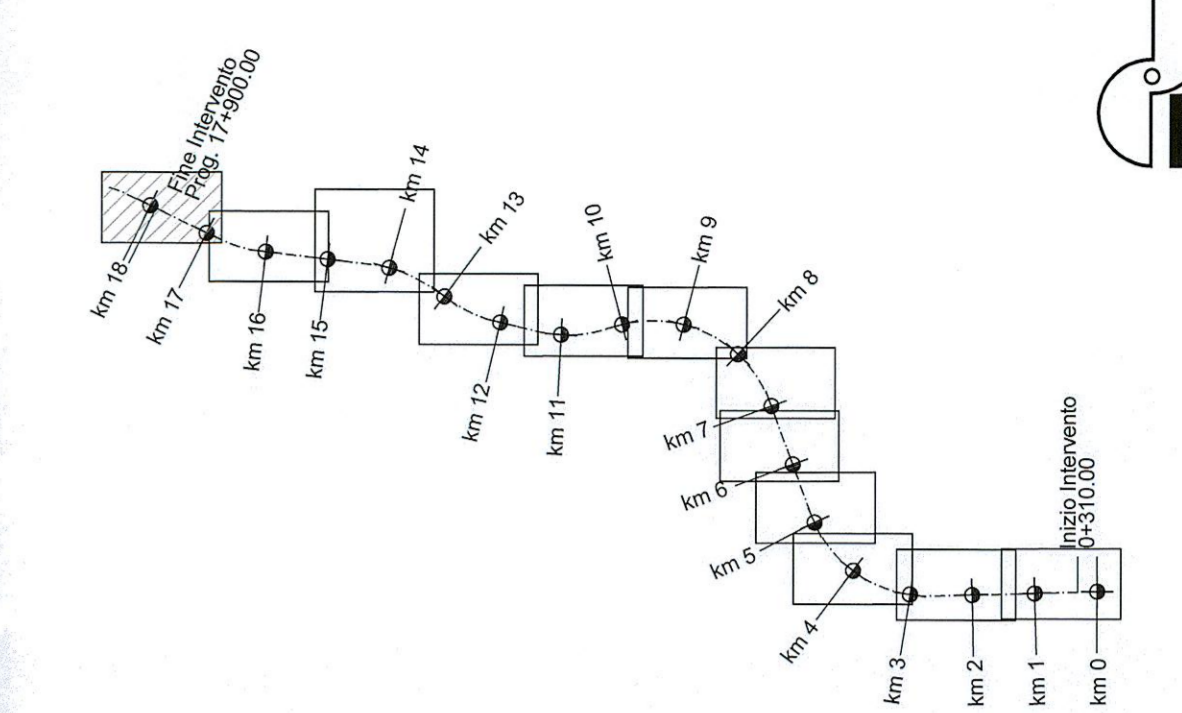 Fine Intervento
Prog. 17+900.00
km 18
km 17
km 16
km 15
km 14
km 13
km 12
km 11
km 10
km 9
km 8
km 7
km 6
km 5
km 4
km 3
km 2
km 1
km 0
Inizio Intervento
0+310.00